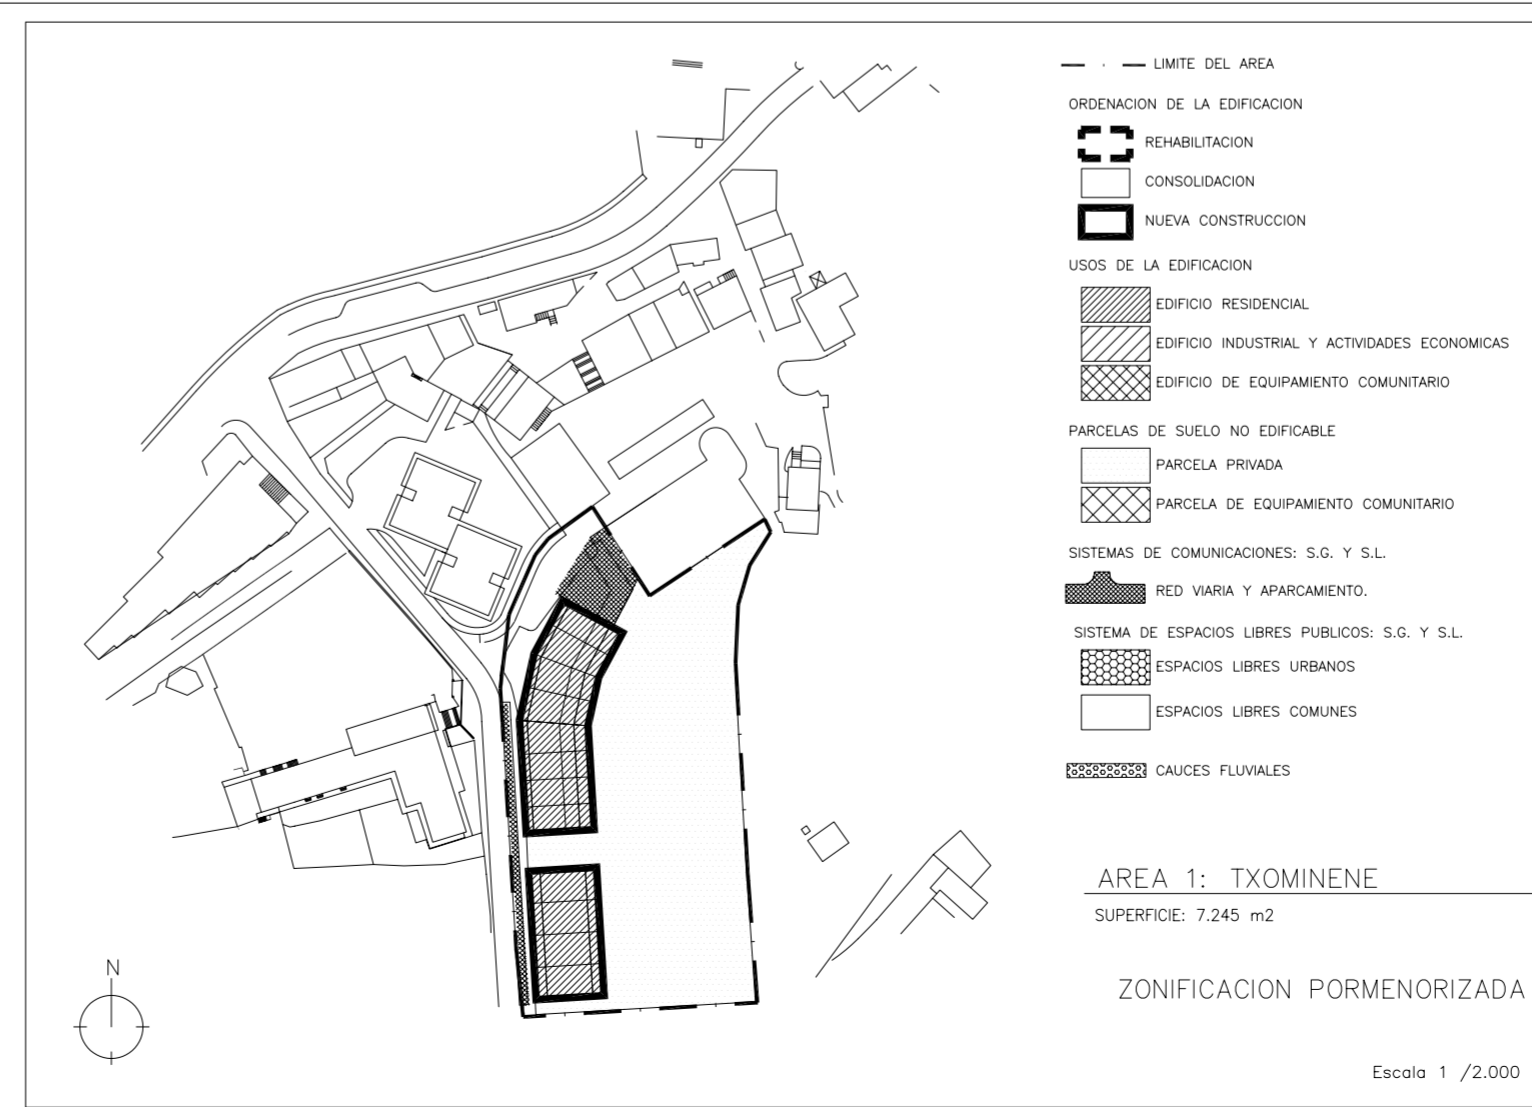 LIMITE DEL AREA
ORDENACION DE LA EDIFICACION
REHABILITACION
CONSOLIDACION
NUEVA CONSTRUCCION
USOS DE LA EDIFICACION
EDIFICIO RESIDENCIAL
EDIFICIO INDUSTRIAL Y ACTIVIDADES ECONOMICAS
EDIFICIO DE EQUIPAMIENTO COMUNITARIO
PARCELAS DE SUELO NO EDIFICABLE
PARCELA PRIVADA
PARCELA DE EQUIPAMIENTO COMUNITARIO
SISTEMAS DE COMUNICACIONES: S.G. Y S.L.
RED VIARIA Y APARCAMIENTO.
SISTEMA DE ESPACIOS LIBRES PUBLICOS: S.G. Y S.L.
ESPACIOS LIBRES URBANOS
ESPACIOS LIBRES COMUNES
CAUCES FLUVIALES
AREA 1: TXOMINENE
SUPERFICIE: 7.245 m2
N
ZONIFICACION PORMENORIZADA
Escala 1 /2.000